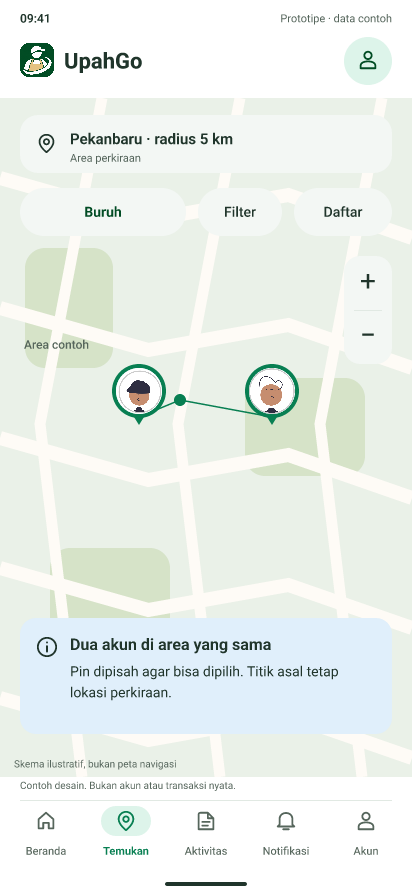 09:41
Prototipe · data contoh
UpahGo
Pekanbaru · radius 5 km
Area perkiraan
Buruh
Filter
Daftar
+
−
Area contoh
Dua akun di area yang sama
Pin dipisah agar bisa dipilih. Titik asal tetap
lokasi perkiraan.
Skema ilustratif, bukan peta navigasi
Contoh desain. Bukan akun atau transaksi nyata.
Beranda
Temukan
Aktivitas
Notifikasi
Akun